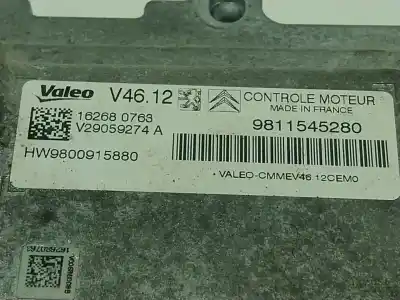 Valeo V46.12 CONTROLE MOTEUR
MADE IN FRANCE
16268 0763
V29059274 A
9811545280
HW9800915880
VALEO-CMMEV46 12CEM0